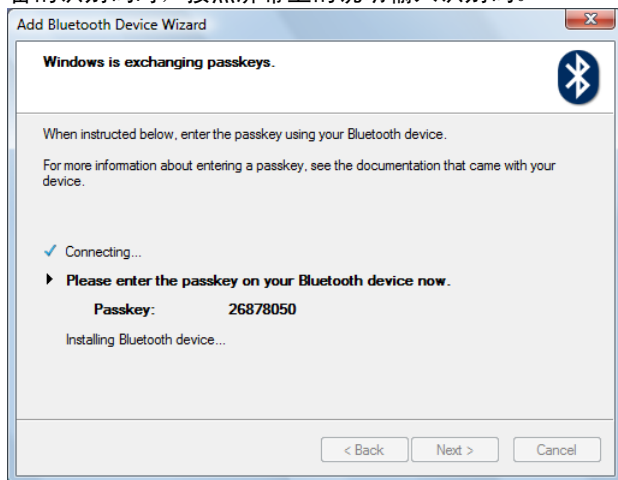 Add Bluetooth Device Wizard
Windows is exchanging passkeys.
When instructed below, enter the passkey using your Bluetooth device.
For more information about entering a passkey, see the documentation that came with your
device.
Connecting...
Please enter the passkey on your Bluetooth device now.
Passkey: 26878050
Installing Bluetooth device...
< Back Next > Cancel